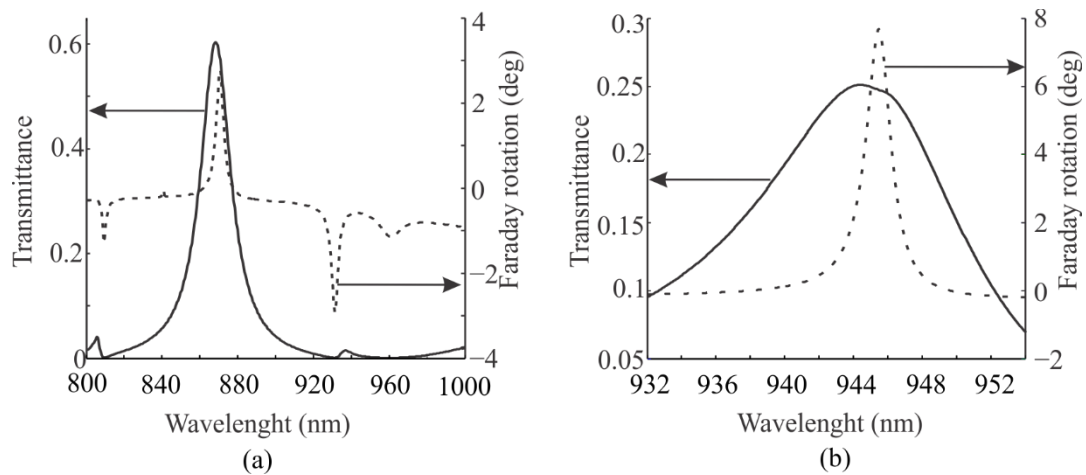 0.6
0.4
0.2
0
Transmittance
4
2
0
−2
−4
Faraday rotation (deg)
800 840 880 920 960 1000
Wavelenght (nm)
(a)
0.3
0.25
0.2
0.15
0.1
0.05
Transmittance
8
6
4
2
0
−2
Faraday rotation (deg)
932 936 940 944 948 952
Wavelenght (nm)
(b)